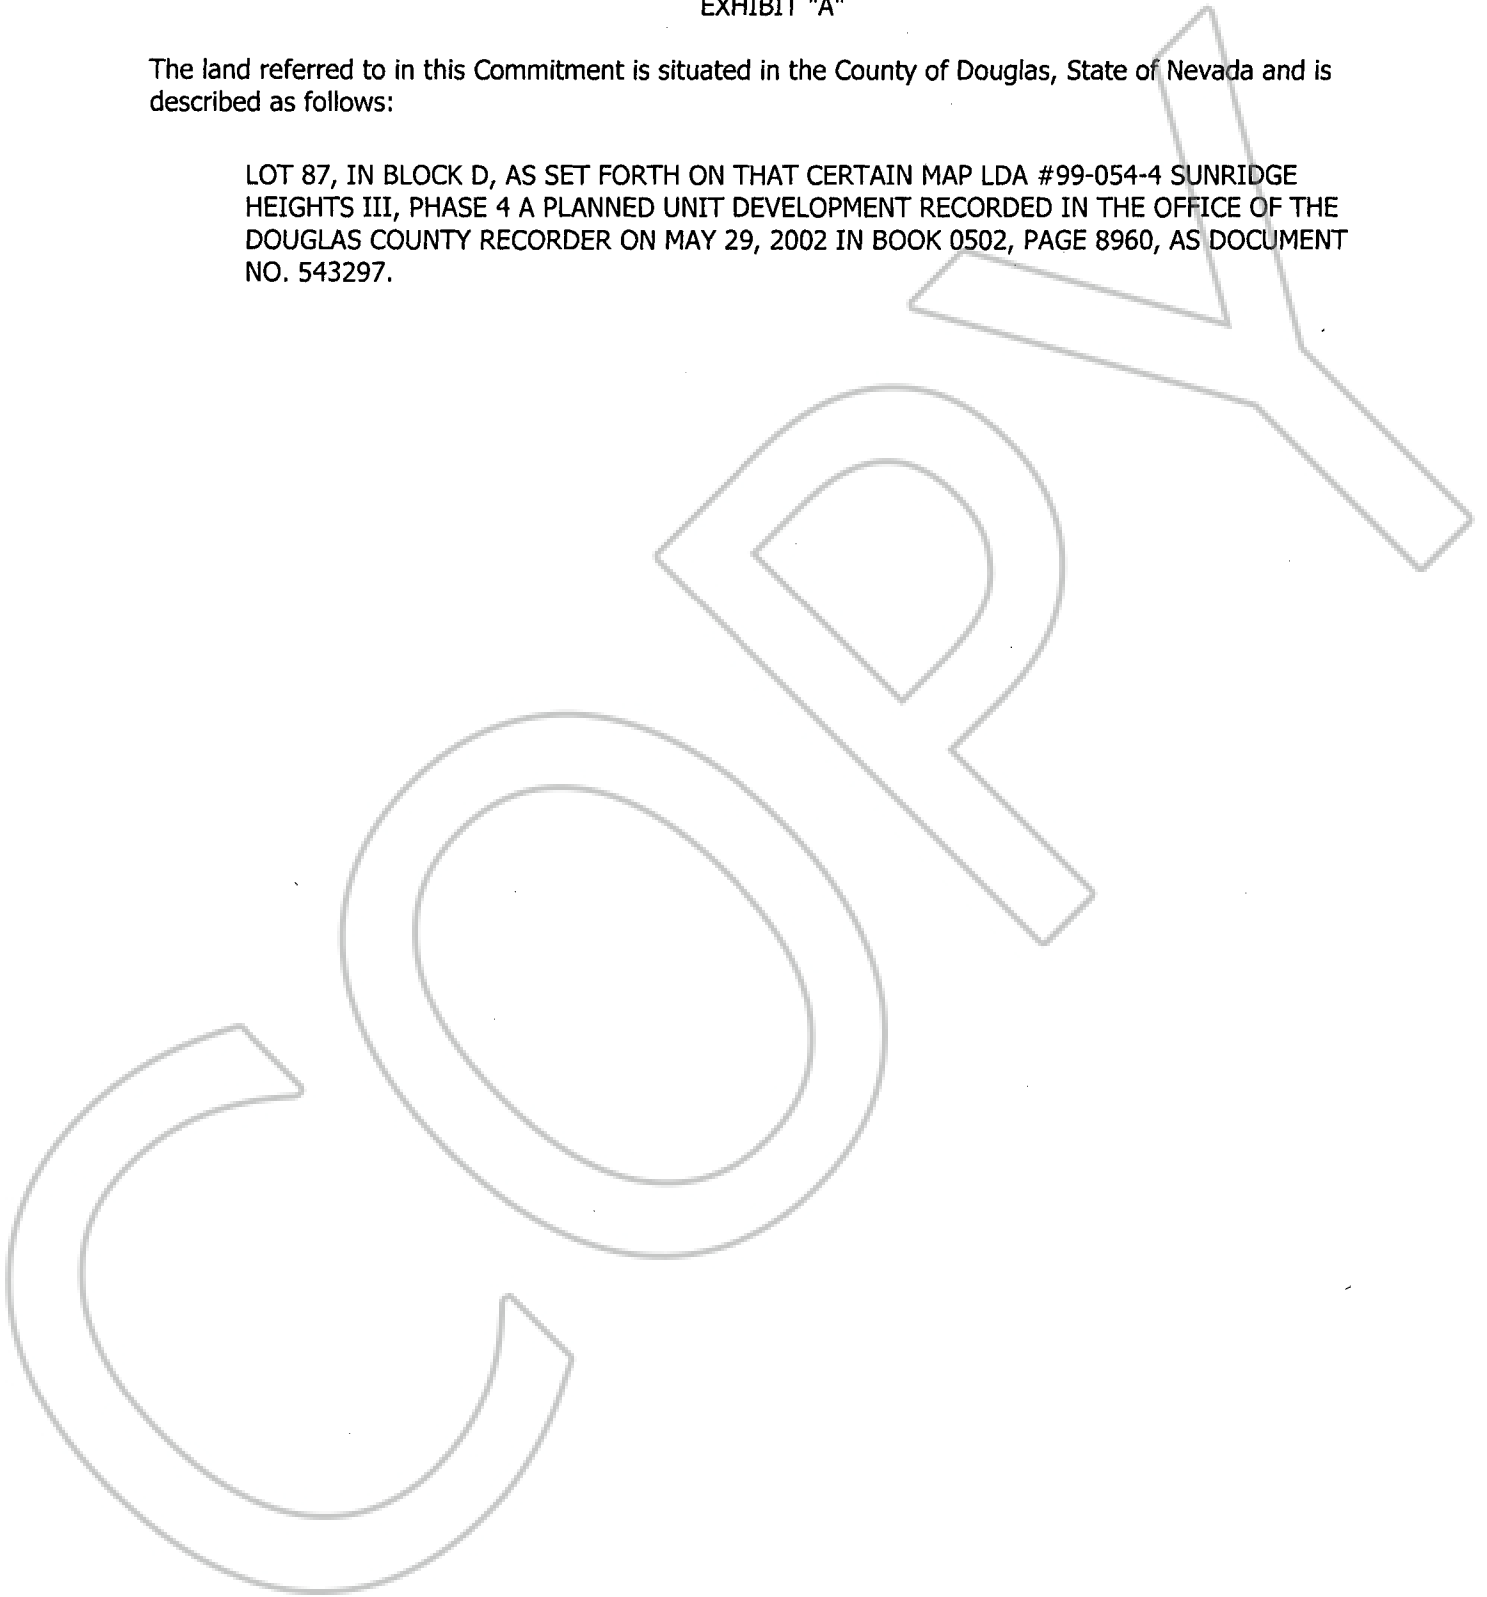 EXHIBIT "A"
The land referred to in this Commitment is situated in the County of Douglas, State of Nevada and is
described as follows:
LOT 87, IN BLOCK D, AS SET FORTH ON THAT CERTAIN MAP LDA #99-054-4 SUNRIDGE
HEIGHTS III, PHASE 4 A PLANNED UNIT DEVELOPMENT RECORDED IN THE OFFICE OF THE
DOUGLAS COUNTY RECORDER ON MAY 29, 2002 IN BOOK 0502, PAGE 8960, AS DOCUMENT
NO. 543297.
COPY